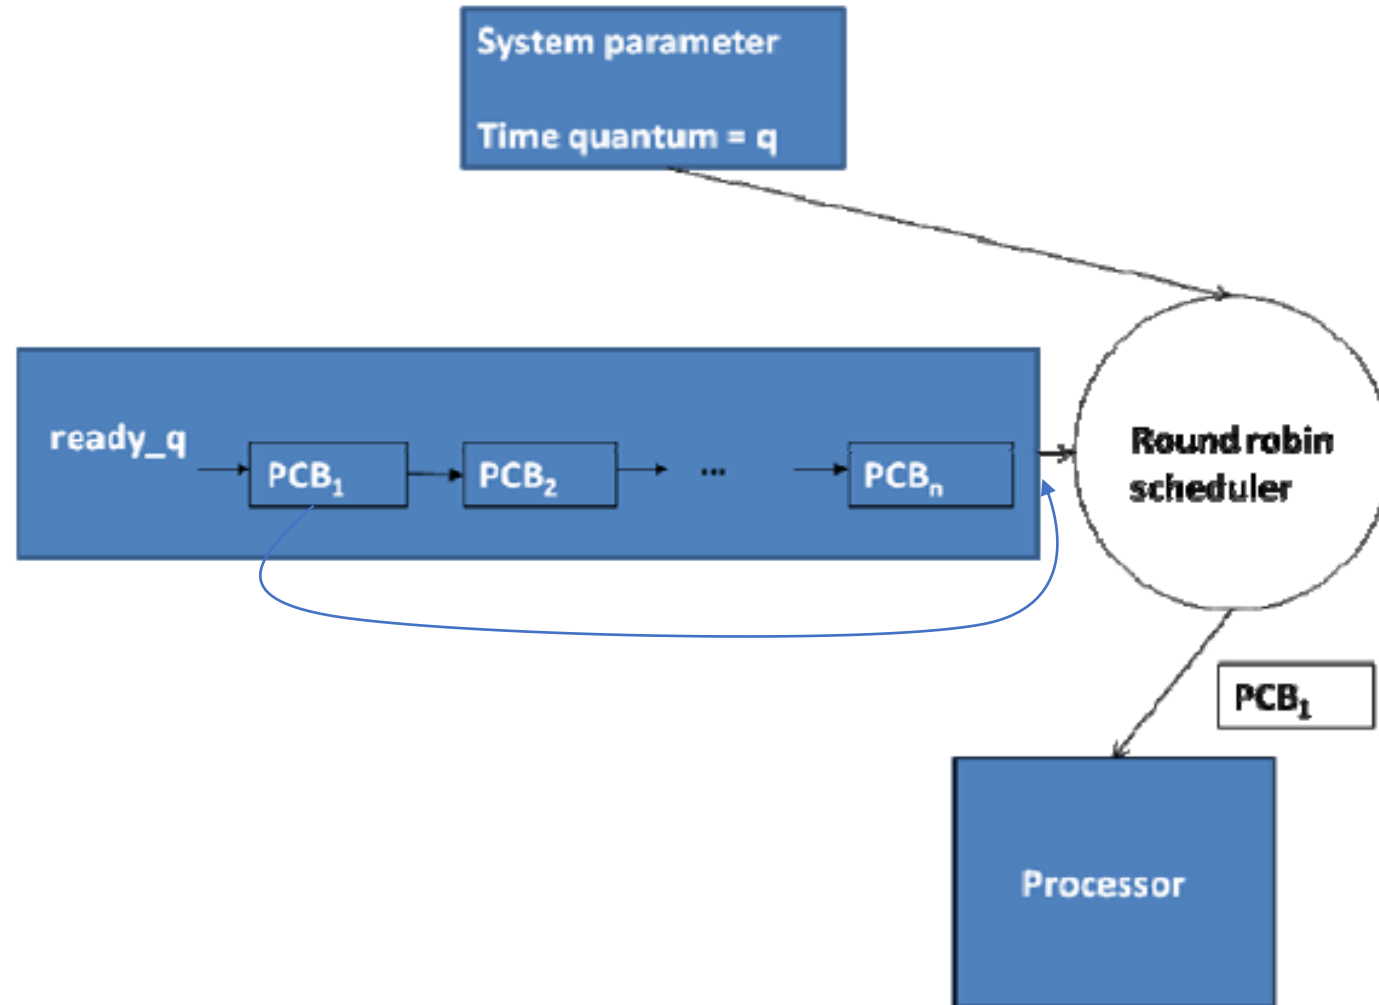 System parameter
Time quantum = q
ready_q
PCB₁
PCB₂
...
PCBₙ
Round robin
scheduler
PCB₁
Processor